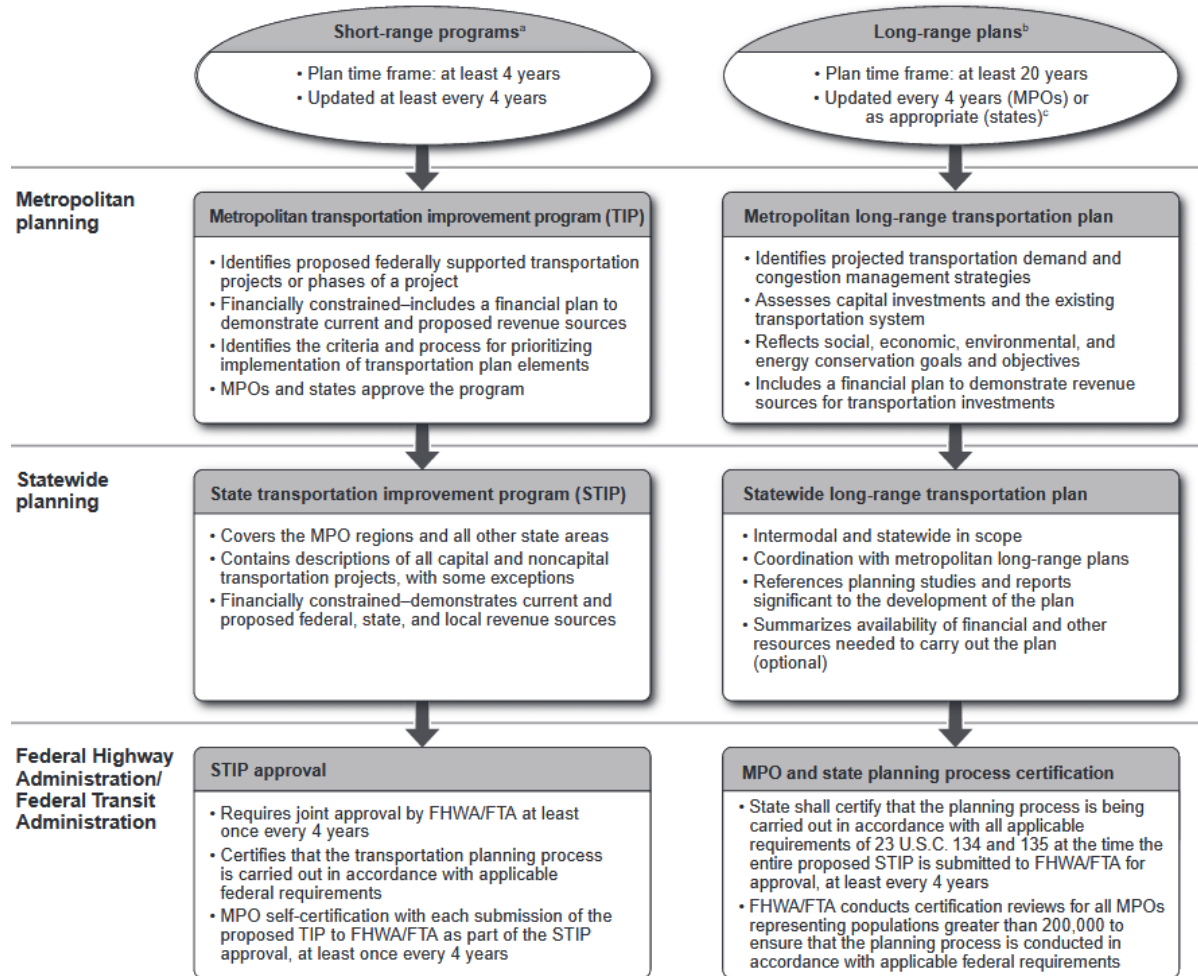 Short-range programsᵃ
• Plan time frame: at least 4 years
• Updated at least every 4 years
Long-range plansᵇ
• Plan time frame: at least 20 years
• Updated every 4 years (MPOs) or
as appropriate (states)ᶜ
Metropolitan
planning
Metropolitan transportation improvement program (TIP)
• Identifies proposed federally supported transportation
projects or phases of a project
• Financially constrained–includes a financial plan to
demonstrate current and proposed revenue sources
• Identifies the criteria and process for prioritizing
implementation of transportation plan elements
• MPOs and states approve the program
Metropolitan long-range transportation plan
• Identifies projected transportation demand and
congestion management strategies
• Assesses capital investments and the existing
transportation system
• Reflects social, economic, environmental, and
energy conservation goals and objectives
• Includes a financial plan to demonstrate revenue
sources for transportation investments
Statewide
planning
State transportation improvement program (STIP)
• Covers the MPO regions and all other state areas
• Contains descriptions of all capital and noncapital
transportation projects, with some exceptions
• Financially constrained–demonstrates current and
proposed federal, state, and local revenue sources
Statewide long-range transportation plan
• Intermodal and statewide in scope
• Coordination with metropolitan long-range plans
• References planning studies and reports
significant to the development of the plan
• Summarizes availability of financial and other
resources needed to carry out the plan
(optional)
Federal Highway
Administration/
Federal Transit
Administration
STIP approval
• Requires joint approval by FHWA/FTA at least
once every 4 years
• Certifies that the transportation planning process
is carried out in accordance with applicable
federal requirements
• MPO self-certification with each submission of the
proposed TIP to FHWA/FTA as part of the STIP
approval, at least once every 4 years
MPO and state planning process certification
• State shall certify that the planning process is being
carried out in accordance with all applicable
requirements of 23 U.S.C. 134 and 135 at the time the
entire proposed STIP is submitted to FHWA/FTA for
approval, at least every 4 years
• FHWA/FTA conducts certification reviews for all MPOs
representing populations greater than 200,000 to
ensure that the planning process is conducted in
accordance with applicable federal requirements